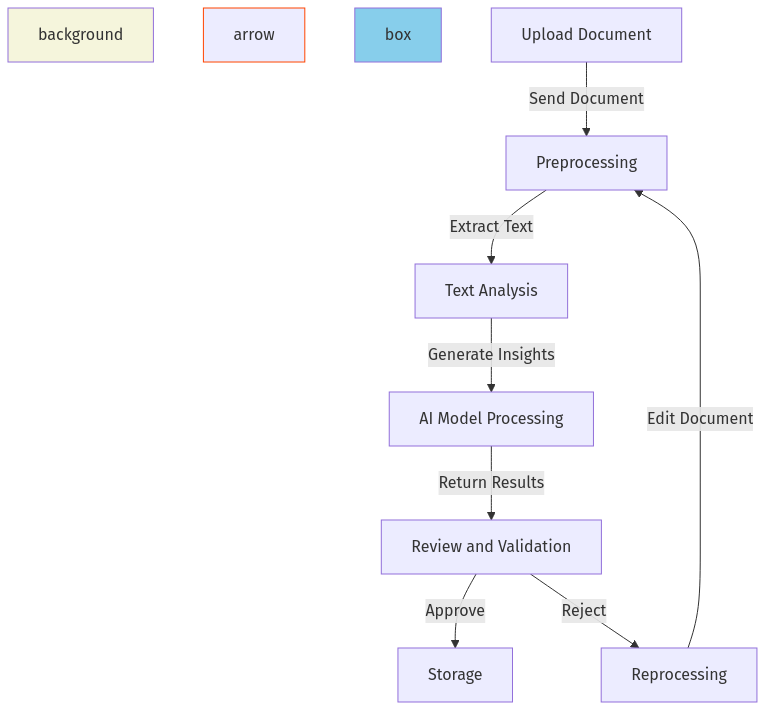 background
arrow
box
Upload Document
Send Document
Preprocessing
Extract Text
Text Analysis
Generate Insights
AI Model Processing
Edit Document
Return Results
Review and Validation
Approve
Reject
Storage
Reprocessing